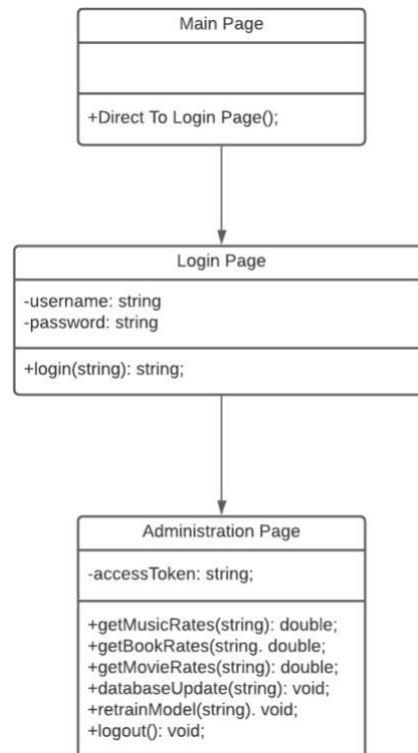 Main Page
+Direct To Login Page();
Login Page
-username: string
-password: string
+login(string): string;
Administration Page
-accessToken: string;
+getMusicRates(string): double;
+getBookRates(string. double;
+getMovieRates(string): double;
+databaseUpdate(string): void;
+retrainModel(string). void;
+logout(): void;